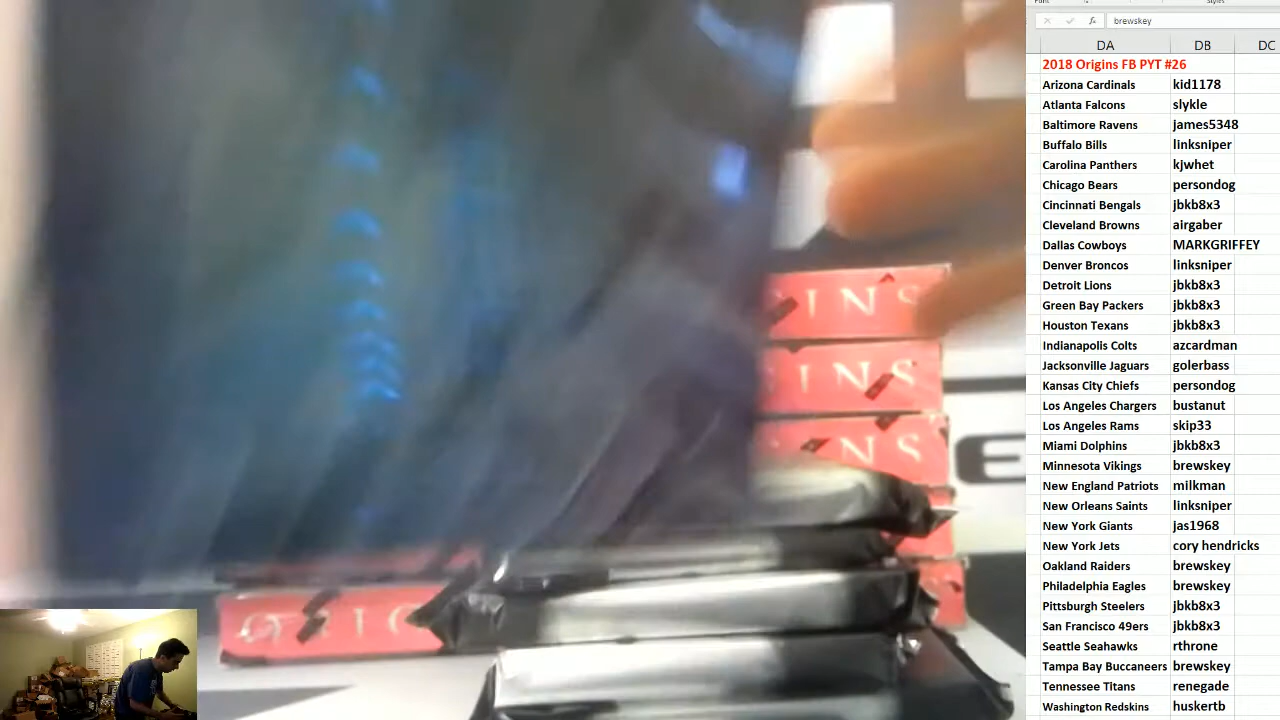 brewskey
DA DB DC
2018 Origins FB PYT #26
Arizona Cardinals kid1178
Atlanta Falcons slykle
Baltimore Ravens james5348
Buffalo Bills linksniper
Carolina Panthers kjwhet
Chicago Bears persondog
Cincinnati Bengals jbkb8x3
Cleveland Browns airgaber
Dallas Cowboys MARKGRIFFEY
Denver Broncos linksniper
Detroit Lions jbkb8x3
Green Bay Packers jbkb8x3
Houston Texans jbkb8x3
Indianapolis Colts azcardman
Jacksonville Jaguars golerbass
Kansas City Chiefs persondog
Los Angeles Chargers bustanut
Los Angeles Rams skip33
Miami Dolphins jbkb8x3
Minnesota Vikings brewskey
New England Patriots milkman
New Orleans Saints linksniper
New York Giants jas1968
New York Jets cory hendricks
Oakland Raiders brewskey
Philadelphia Eagles brewskey
Pittsburgh Steelers jbkb8x3
San Francisco 49ers jbkb8x3
Seattle Seahawks rthrone
Tampa Bay Buccaneers brewskey
Tennessee Titans renegade
Washington Redskins huskertb
INS
INS
INS
ORIG